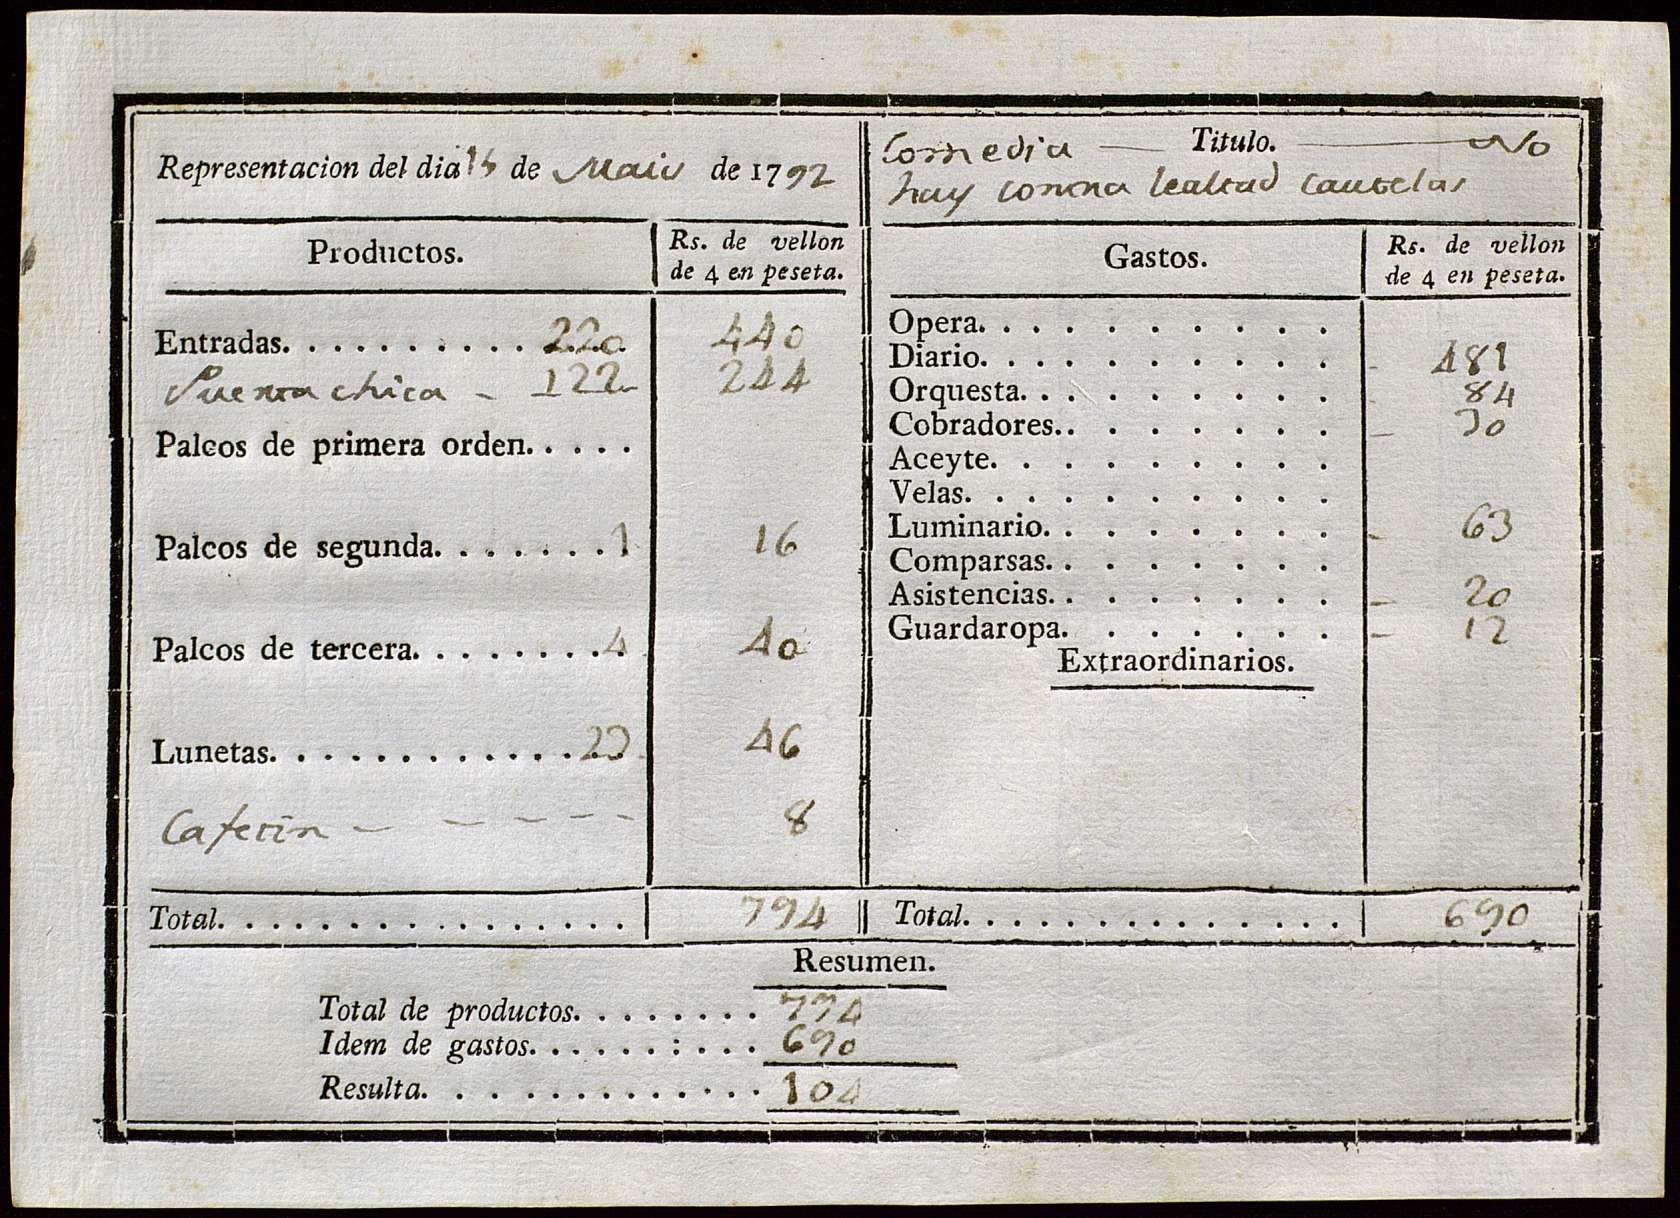 Representacion del dia de Maio de 1792
Comedia — Titulo. — No
hay contra lealtad cautelas
Productos. Rs. de vellon de 4 en peseta.
Entradas. . . . . . . . . . 220 440
Puerta chica - 122 - 244
Palcos de primera orden. . . . .
Palcos de segunda. . . . . . . 1 16
Palcos de tercera. . . . . . . . 4 40
Lunetas. . . . . . . . . . . . . 23 46
Cafetin - - - - - - 8
Total. . . . . . . . . . . . . . . . 794
Gastos. Rs. de vellon de 4 en peseta.
Opera. . . . . . . . . .
Diario. . . . . . . . . . - 481
Orquesta. . . . . . . . . - 84
Cobradores. . . . . . . . - 30
Aceyte. . . . . . . . . .
Velas. . . . . . . . . . .
Luminario. . . . . . . . - 63
Comparsas. . . . . . . .
Asistencias. . . . . . . . - 20
Guardaropa. . . . . . . - 12
Extraordinarios.
Total. . . . . . . . . . . . . . . 690
Resumen.
Total de productos. . . . . . . . 794
Idem de gastos. . . . . . : . . . 690
Resulta. . . . . . . . . . . . . 104